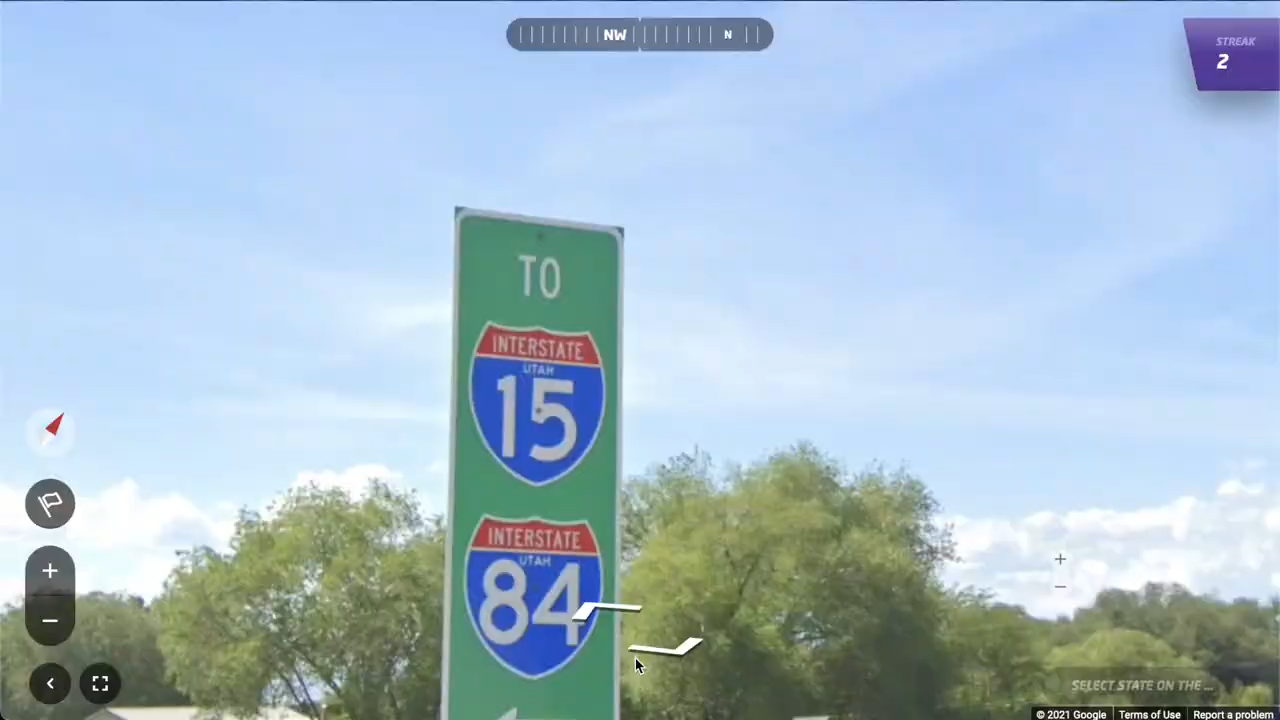 NW
N
STREAK
2
TO
INTERSTATE
UTAH
15
INTERSTATE
UTAH
84
SELECT STATE ON THE ...
© 2021 Google
Terms of Use
Report a problem